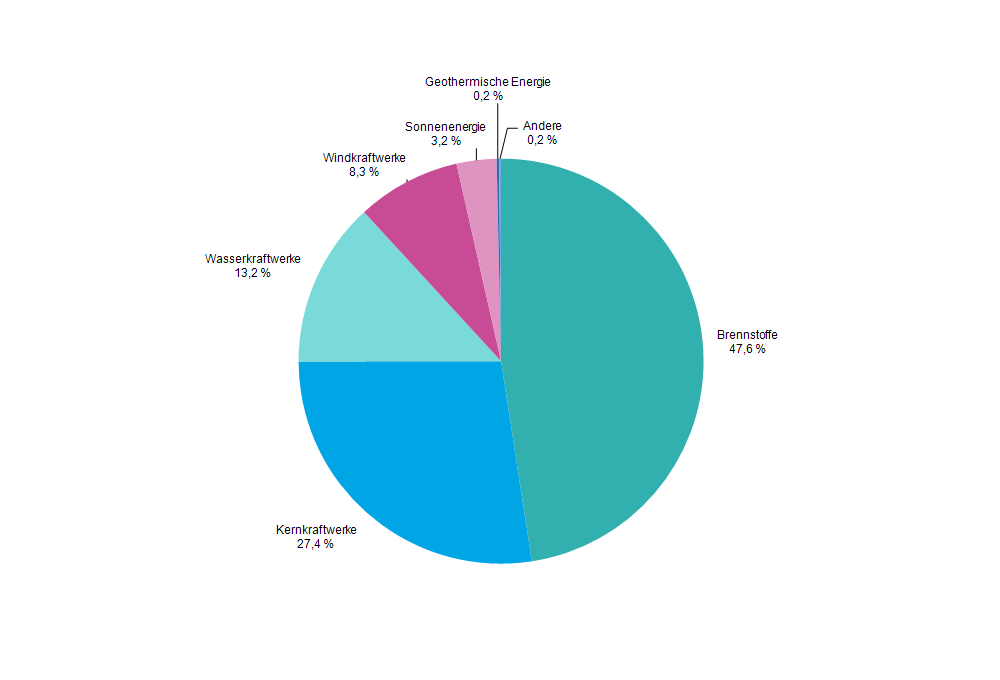 Geothermische Energie
0,2 %
Sonnenenergie
3,2 %
Andere
0,2 %
Windkraftwerke
8,3 %
Wasserkraftwerke
13,2 %
Brennstoffe
47,6 %
Kernkraftwerke
27,4 %